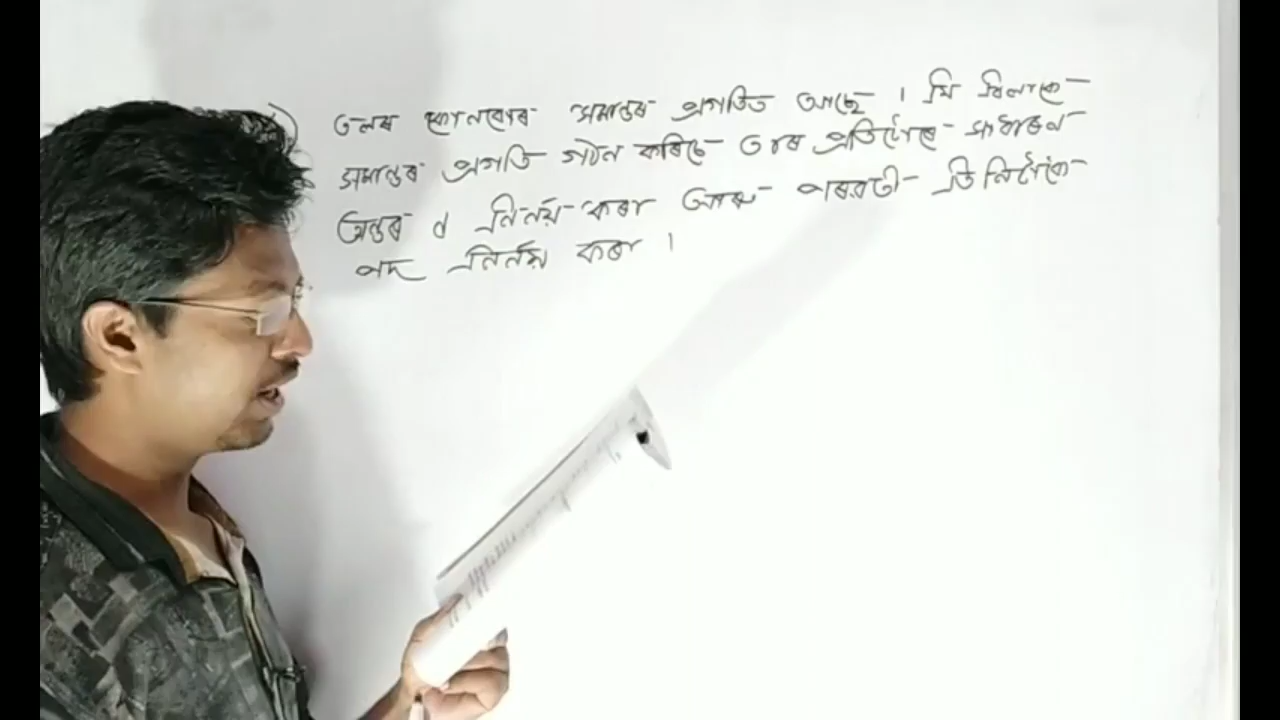 তলৰ কোনবোৰ সমান্তৰ প্ৰগতিত আছে । যি বিলাকে
সমান্তৰ প্ৰগতি গঠন কৰিছে তাৰ প্ৰতিটোৰে সাধাৰণ
অন্তৰ d নিৰ্ণয় কৰা আৰু পৰৱৰ্তী তিনিটাকৈ
পদ নিৰ্ণয় কৰা ।